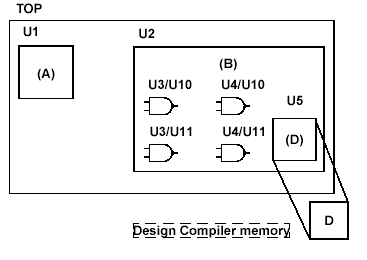 TOP
U1
U2
(A)
(B)
U3/U10 U4/U10
U5
U3/U11 U4/U11
(D)
D
Design Compiler memory